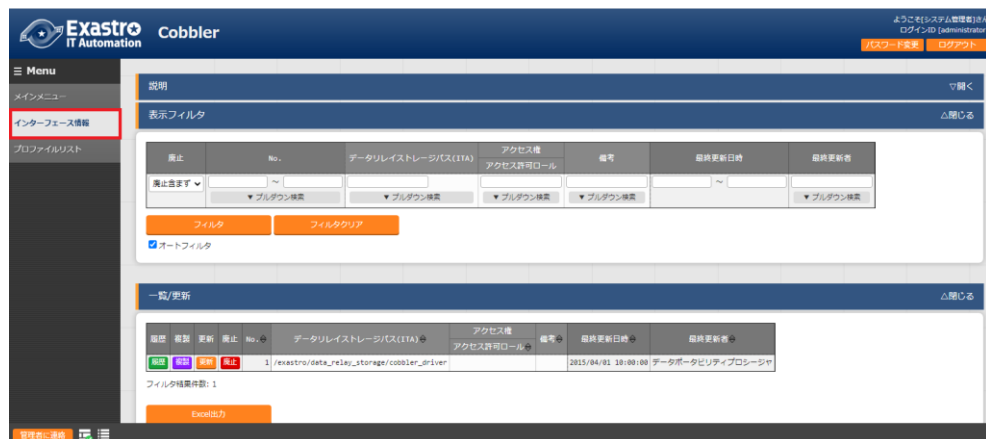 Exastro
IT Automation
Cobbler
ようこそ[システム管理者]さん
ログインID [administrator
パスワード変更 ログアウト
Menu
メインメニュー
インターフェース情報
プロファイルリスト
説明 ▽開く
表示フィルタ △閉じる
廃止 No. データリレイストレージパス(ITA) アクセス権 備考 最終更新日時 最終更新者
アクセス許可ロール
廃止含まず ~ ~
▼ プルダウン検索 ▼ プルダウン検索 ▼ プルダウン検索 ▼ プルダウン検索 ▼ プルダウン検索
フィルタ フィルタクリア
オートフィルタ
一覧/更新 △閉じる
履歴 複製 更新 廃止 No. データリレイストレージパス(ITA) アクセス権 備考 最終更新日時 最終更新者
アクセス許可ロール
履歴 複製 更新 廃止 1 /exastro/data_relay_storage/cobbler_driver 2015/04/01 10:00:00 データポータビリティプロシージャ
フィルタ結果件数: 1
Excel出力
管理者に連絡